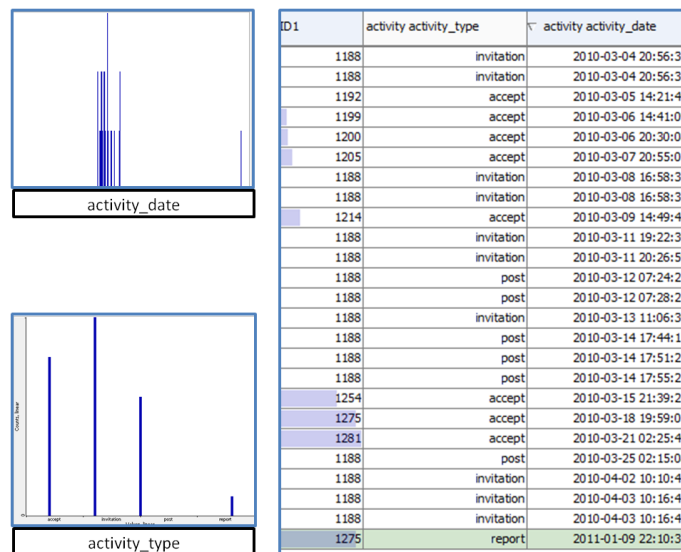 activity_date
Counts, linear
accept invitation post report
activity_type
ID1 activity activity_type activity activity_date
1188 invitation 2010-03-04 20:56:3
1188 invitation 2010-03-04 20:56:3
1192 accept 2010-03-05 14:21:4
1199 accept 2010-03-06 14:41:0
1200 accept 2010-03-06 20:30:0
1205 accept 2010-03-07 20:55:0
1188 invitation 2010-03-08 16:58:3
1188 invitation 2010-03-08 16:58:3
1214 accept 2010-03-09 14:49:4
1188 invitation 2010-03-11 19:22:3
1188 invitation 2010-03-11 20:26:5
1188 post 2010-03-12 07:24:2
1188 post 2010-03-12 07:28:2
1188 invitation 2010-03-13 11:06:3
1188 post 2010-03-14 17:44:1
1188 post 2010-03-14 17:51:2
1188 post 2010-03-14 17:55:2
1254 accept 2010-03-15 21:39:2
1275 accept 2010-03-18 19:59:0
1281 accept 2010-03-21 02:25:4
1188 post 2010-03-25 02:15:0
1188 invitation 2010-04-02 10:10:4
1188 invitation 2010-04-03 10:16:4
1188 invitation 2010-04-03 10:16:4
1275 report 2011-01-09 22:10:3